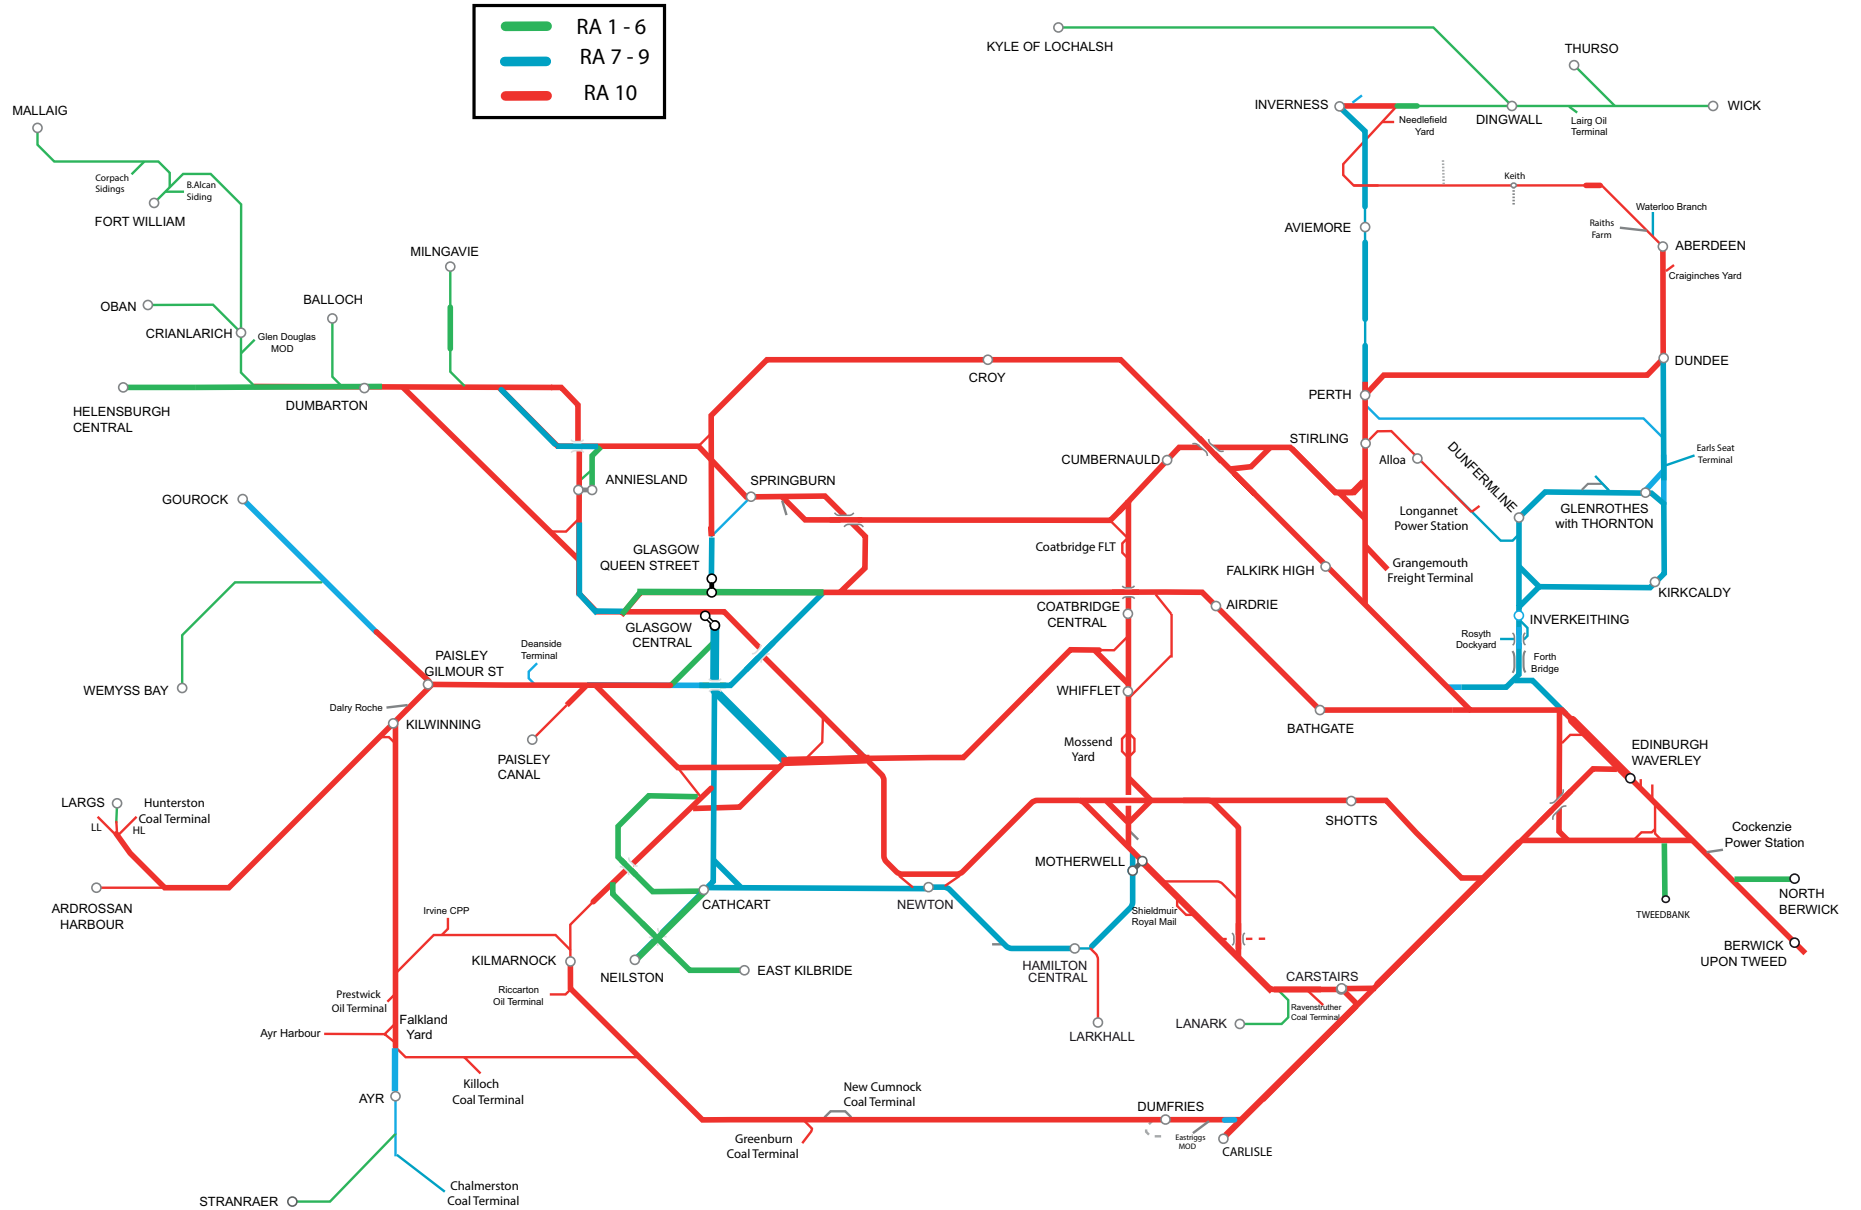 RA 1 - 6
RA 7 - 9
RA 10
KYLE OF LOCHALSH
THURSO
INVERNESS
Needlefield
Yard
DINGWALL
Lairg Oil
Terminal
WICK
MALLAIG
Corpach
Sidings
B.Alcan
Siding
FORT WILLIAM
Keith
Waterloo Branch
Raiths
Farm
AVIEMORE
ABERDEEN
Craiginches Yard
MILNGAVIE
OBAN
BALLOCH
CRIANLARICH
Glen Douglas
MOD
HELENSBURGH
CENTRAL
DUMBARTON
CROY
DUNDEE
PERTH
STIRLING
Alloa
DUNFERMLINE
Earls Seat
Terminal
CUMBERNAULD
ANNIESLAND
SPRINGBURN
GOUROCK
GLENROTHES
with THORNTON
Longannet
Power Station
GLASGOW
QUEEN STREET
Coatbridge FLT
FALKIRK HIGH
Grangemouth
Freight Terminal
KIRKCALDY
COATBRIDGE
CENTRAL
AIRDRIE
INVERKEITHING
GLASGOW
CENTRAL
Rosyth
Dockyard
Forth
Bridge
Deanside
Terminal
PAISLEY
GILMOUR ST
WEMYSS BAY
WHIFFLET
Dalry Roche
KILWINNING
BATHGATE
PAISLEY
CANAL
Mossend
Yard
EDINBURGH
WAVERLEY
LARGS
Hunterston
Coal Terminal
LL
HL
SHOTTS
Cockenzie
Power Station
MOTHERWELL
ARDROSSAN
HARBOUR
CATHCART
NEWTON
Shieldmuir
Royal Mail
TWEEDBANK
NORTH
BERWICK
Irvine CPP
KILMARNOCK
NEILSTON
EAST KILBRIDE
HAMILTON
CENTRAL
BERWICK
UPON TWEED
CARSTAIRS
Prestwick
Oil Terminal
Riccarton
Oil Terminal
Ravenstruther
Coal Terminal
Falkland
Yard
Ayr Harbour
LARKHALL
LANARK
Killoch
Coal Terminal
AYR
New Cumnock
Coal Terminal
DUMFRIES
Greenburn
Coal Terminal
Eastriggs
MOD
CARLISLE
Chalmerston
Coal Terminal
STRANRAER